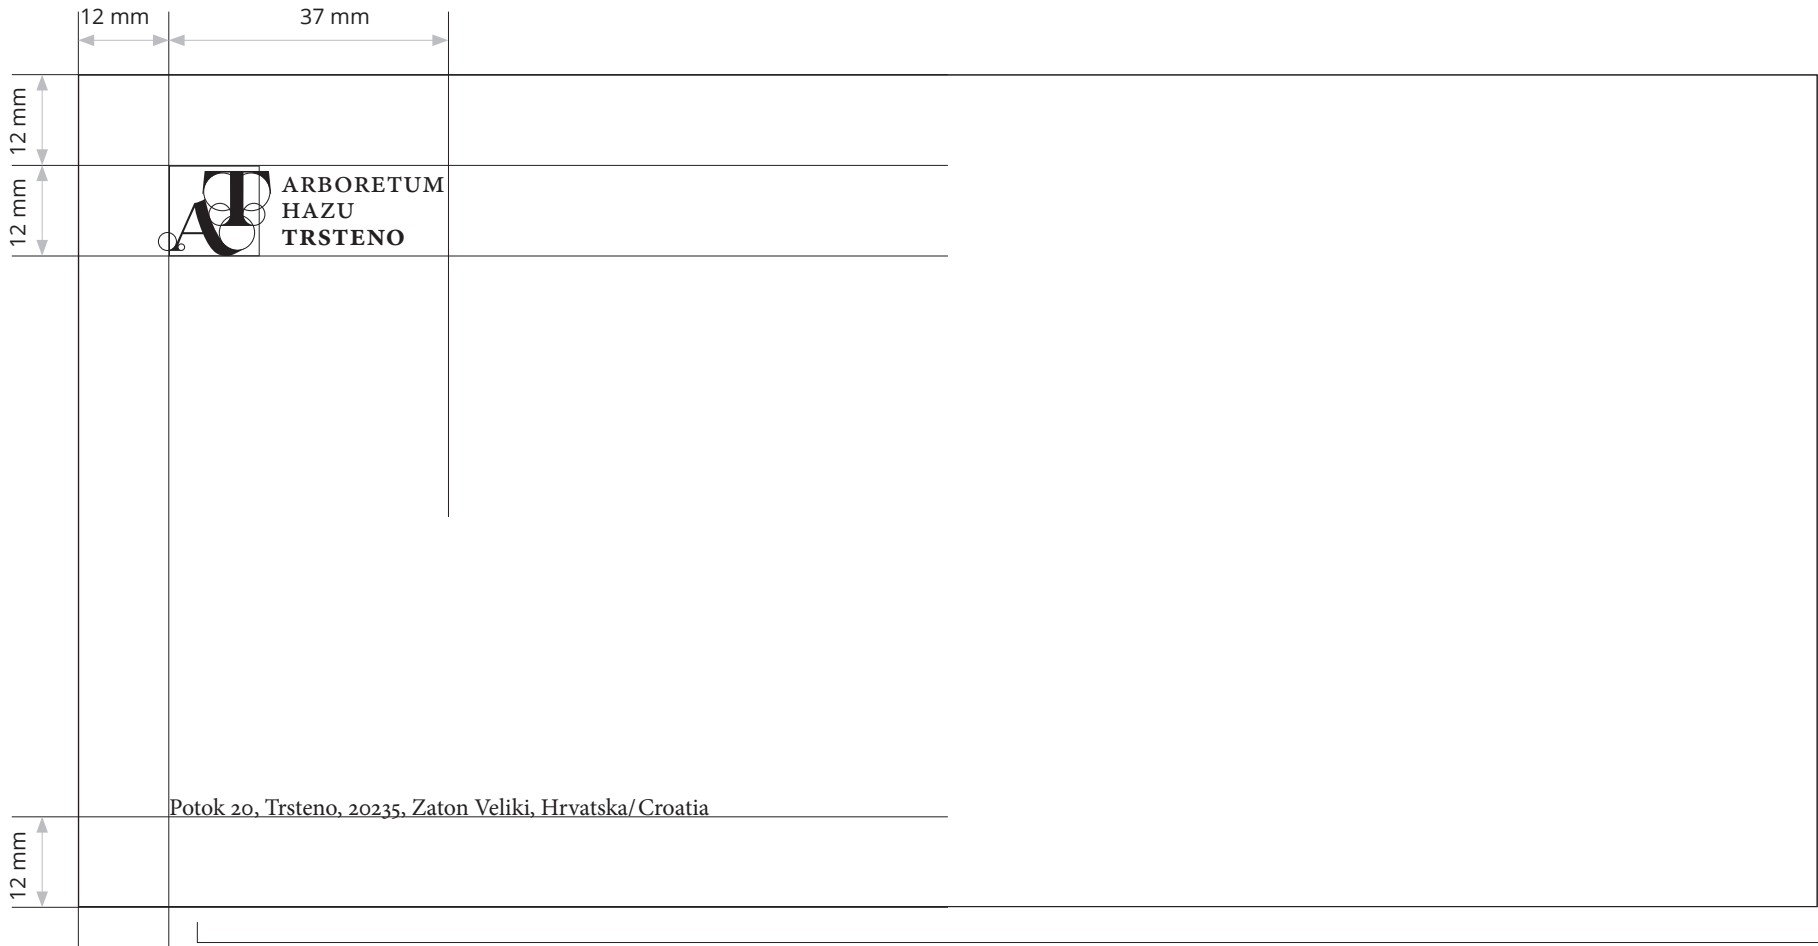 12 mm
37 mm
12 mm
12 mm
AT
ARBORETUM
HAZU
TRSTENO
Potok 20, Trsteno, 20235, Zaton Veliki, Hrvatska/Croatia
12 mm